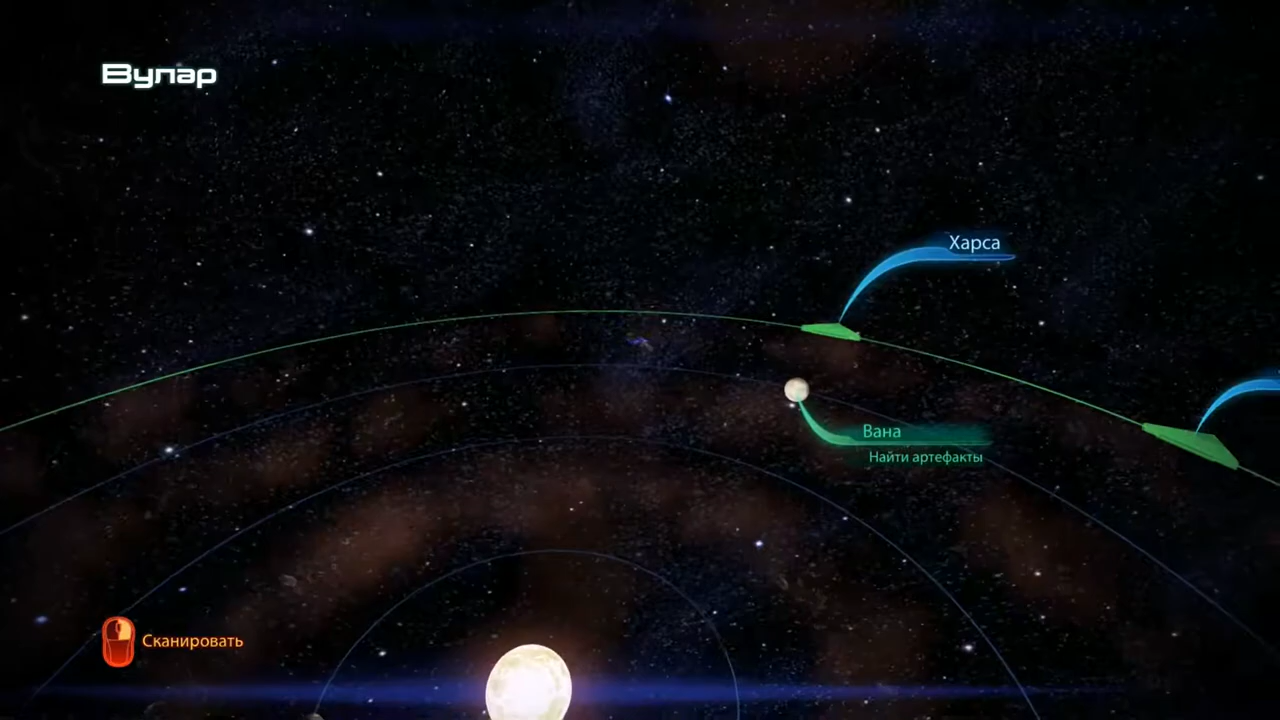 Вулар
Харса
Вана
Найти артефакты
Сканировать